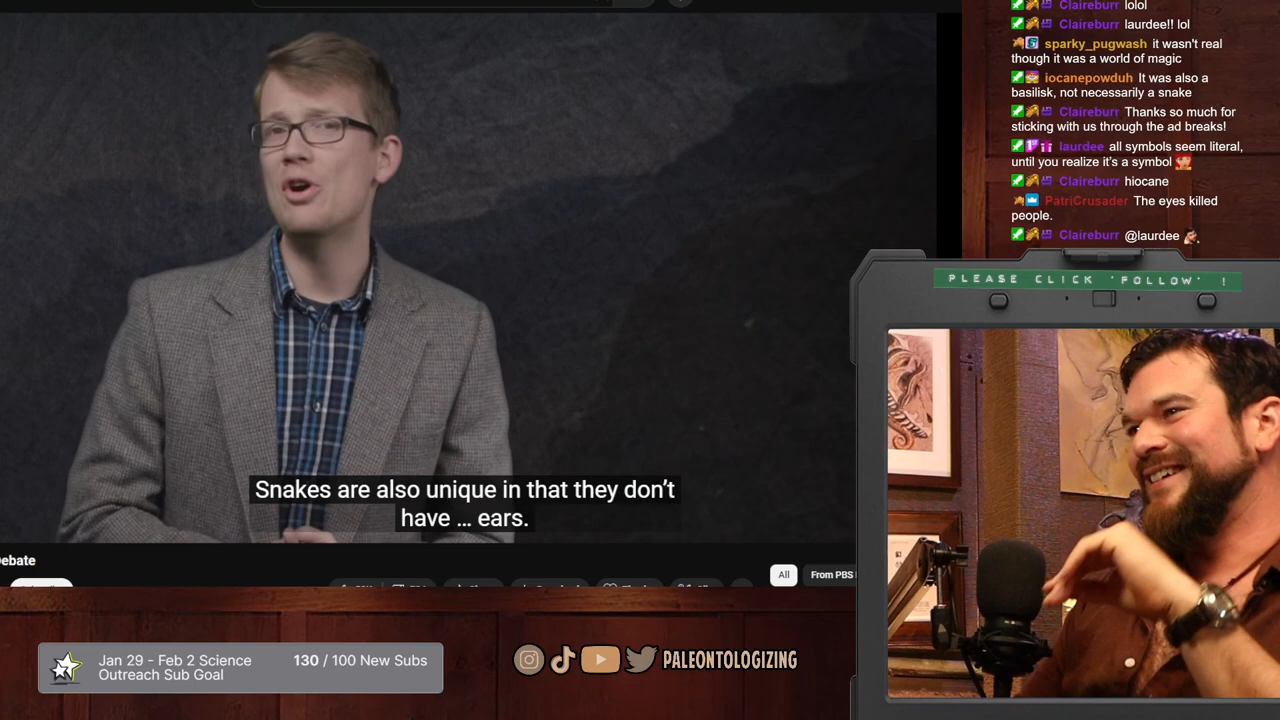 Claireburr lolol
Claireburr laurdee!! lol
sparky_pugwash it wasn't real
though it was a world of magic
iocanepowduh It was also a
basilisk, not necessarily a snake
Claireburr Thanks so much for
sticking with us through the ad breaks!
laurdee all symbols seem literal,
until you realize it's a symbol
Claireburr hiocane
PatriCrusader The eyes killed
people.
Claireburr @laurdee
PLEASE CLICK 'FOLLOW' !
Snakes are also unique in that they don't
have ... ears.
Debate
All
From PBS
Jan 29 - Feb 2 Science
Outreach Sub Goal
130 / 100 New Subs
PALEONTOLOGIZING